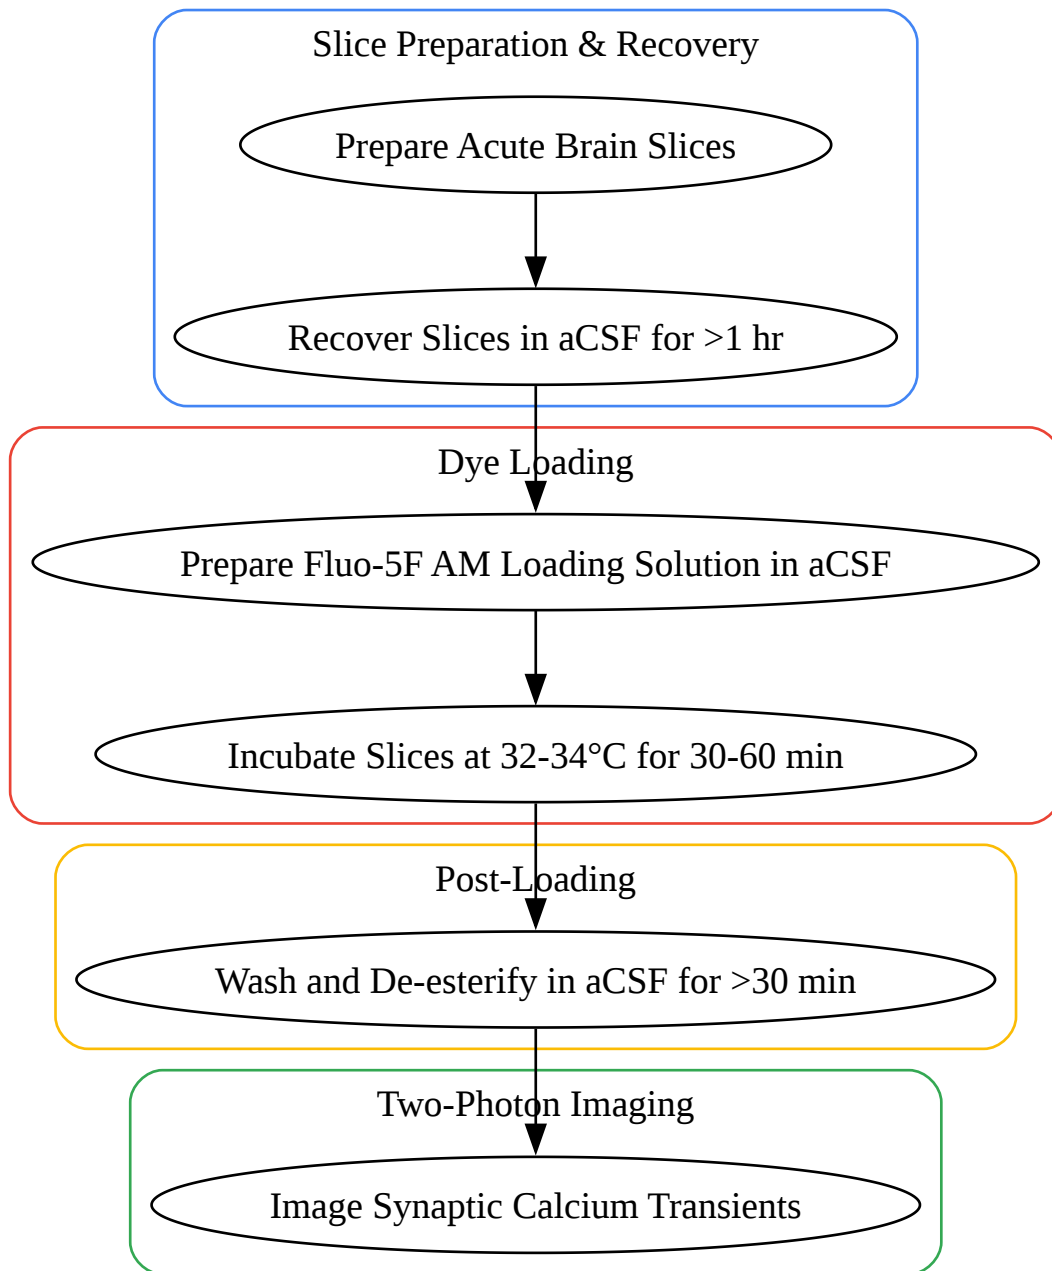 Slice Preparation & Recovery
Prepare Acute Brain Slices
Recover Slices in aCSF for >1 hr
Dye Loading
Prepare Fluo-5F AM Loading Solution in aCSF
Incubate Slices at 32-34°C for 30-60 min
Post-Loading
Wash and De-esterify in aCSF for >30 min
Two-Photon Imaging
Image Synaptic Calcium Transients